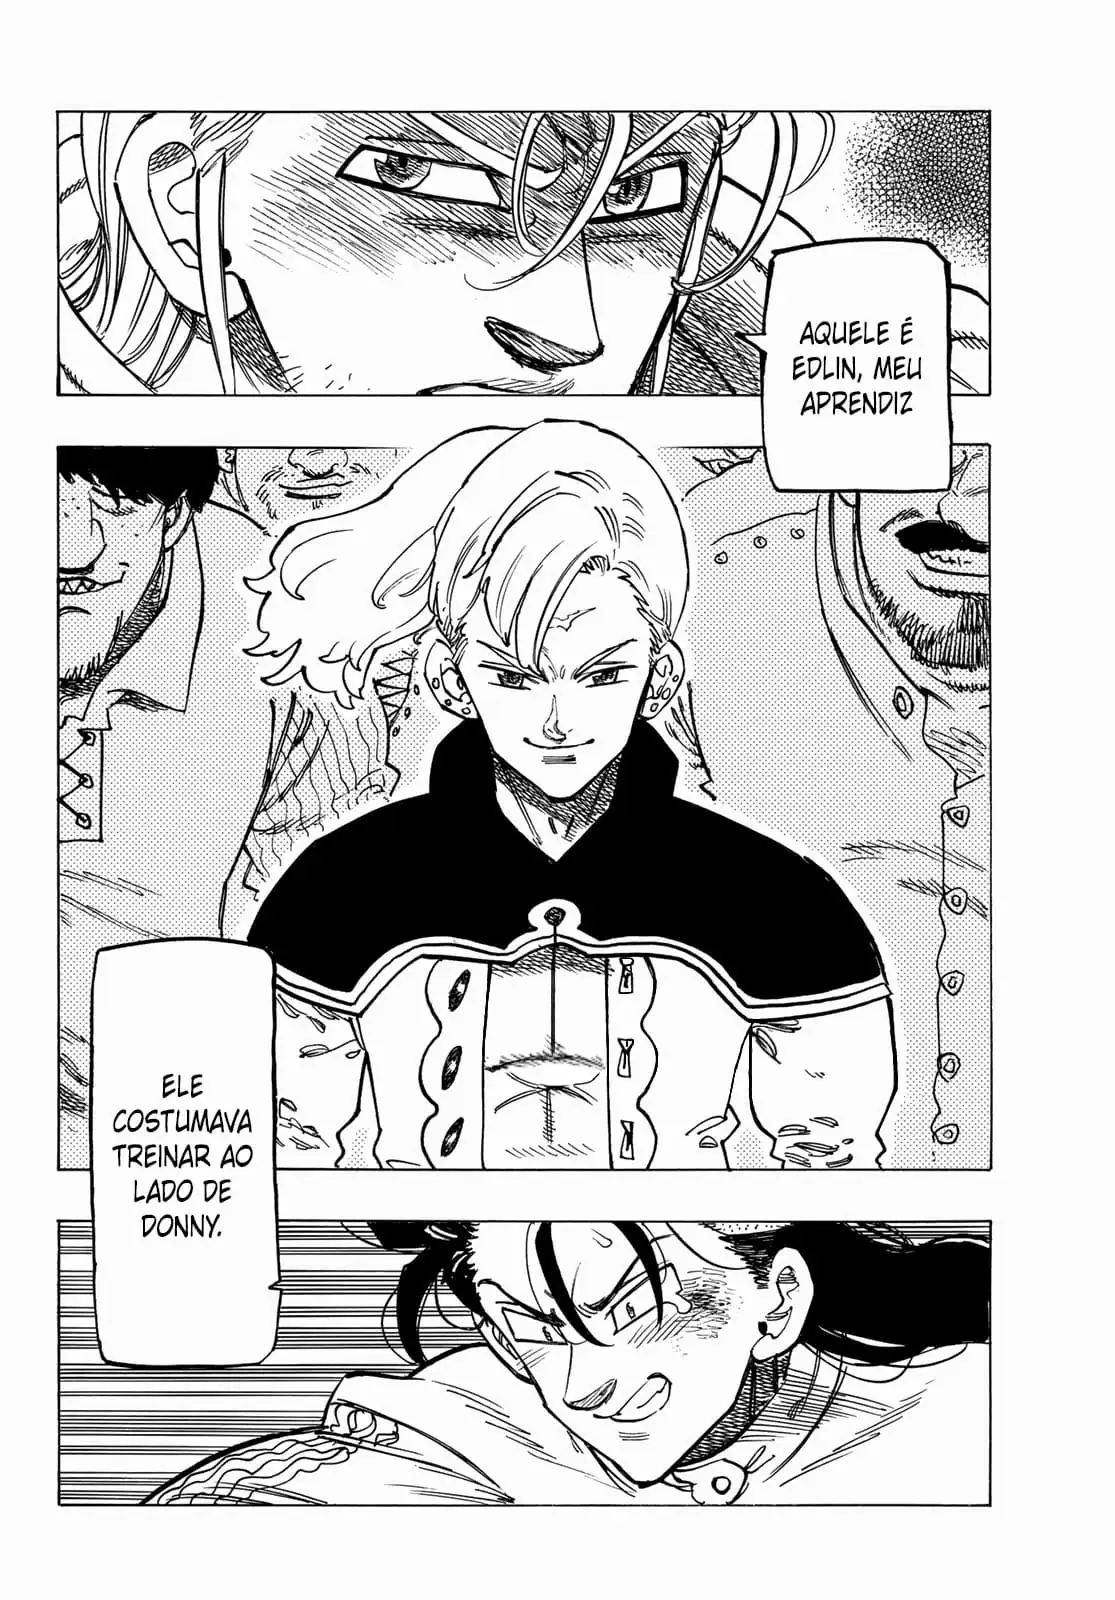 AQUELE É
EDLIN, MEU
APRENDIZ
ELE
COSTUMAVA
TREINAR AO
LADO DE
DONNY.